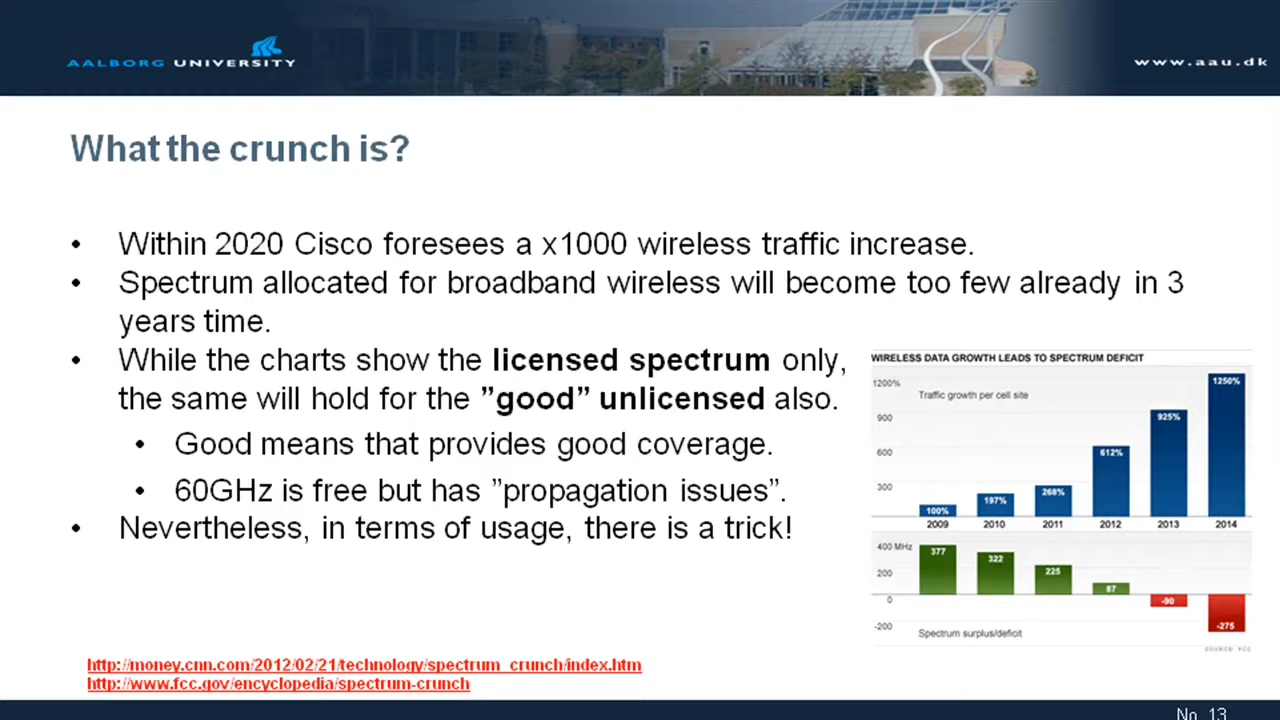 AALBORG UNIVERSITY
www.aau.dk
What the crunch is?
• Within 2020 Cisco foresees a x1000 wireless traffic increase.
• Spectrum allocated for broadband wireless will become too few already in 3
years time.
• While the charts show the licensed spectrum only,
the same will hold for the ”good” unlicensed also.
• Good means that provides good coverage.
• 60GHz is free but has ”propagation issues”.
• Nevertheless, in terms of usage, there is a trick!
WIRELESS DATA GROWTH LEADS TO SPECTRUM DEFICIT
1200%
900
600
300
Traffic growth per cell site
100%
197%
268%
612%
925%
1250%
2009 2010 2011 2012 2013 2014
400 MHz
200
0
-200
377
322
225
87
-90
-275
Spectrum surplus/deficit
SOURCE: FCC
http://money.cnn.com/2012/02/21/technology/spectrum_crunch/index.htm
http://www.fcc.gov/encyclopedia/spectrum-crunch
No. 13